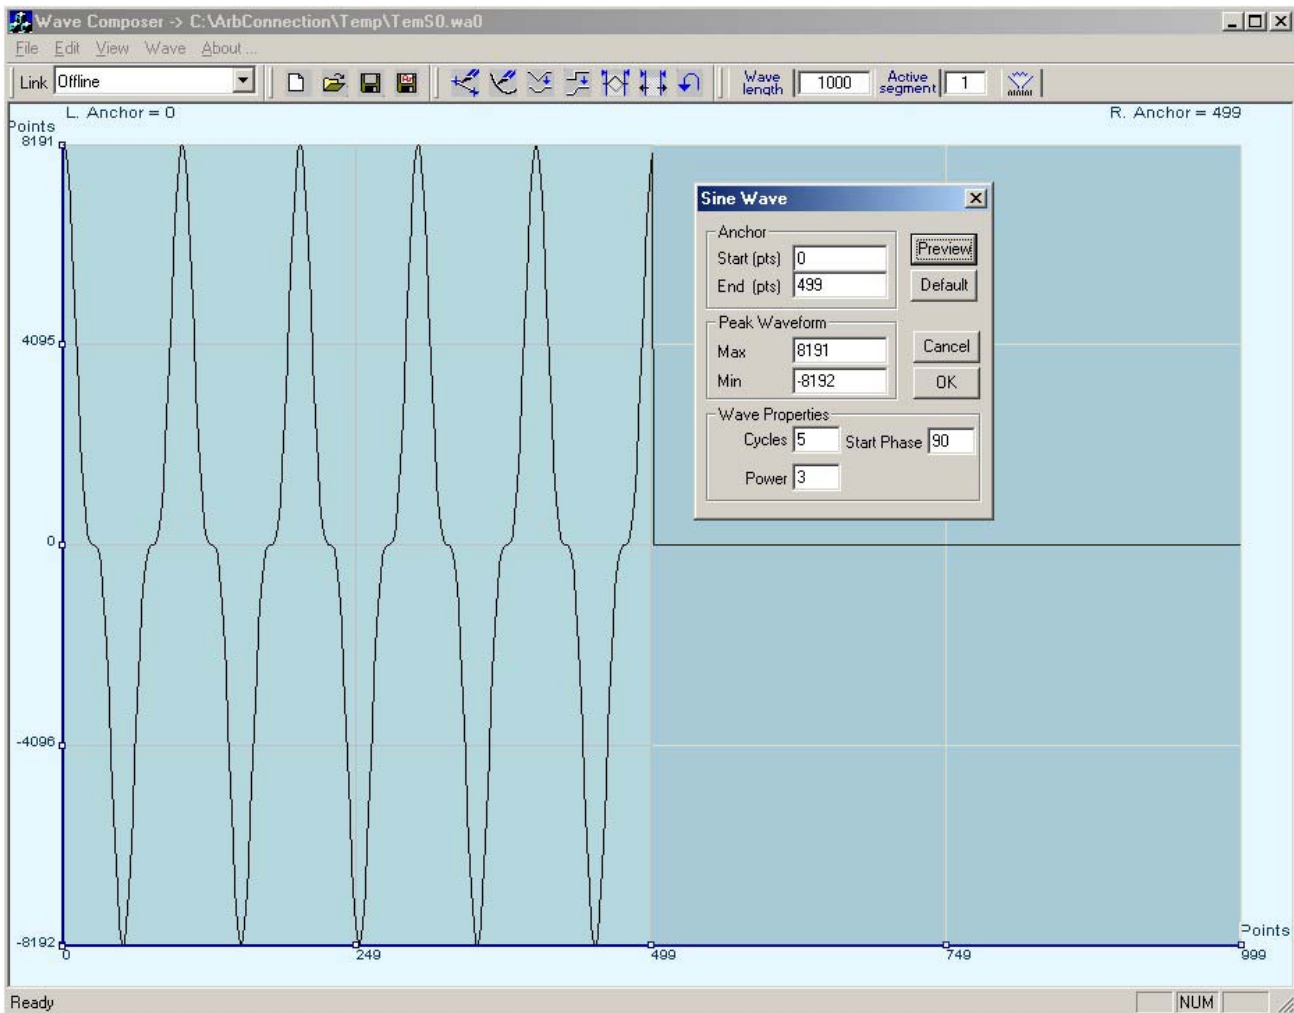 Wave Composer -> C:\ArbConnection\Temp\TemS0.wa0
File Edit View Wave About ...
Link Offline Wave length 1000 Active segment 1
L. Anchor = 0 R. Anchor = 499
Points
8191
4095
0
-4096
-8192
0 249 499 749 999
Points
Sine Wave
Anchor
Start (pts) 0
End (pts) 499
Preview
Default
Peak Waveform
Max 8191
Min -8192
Cancel
OK
Wave Properties
Cycles 5 Start Phase 90
Power 3
Ready NUM